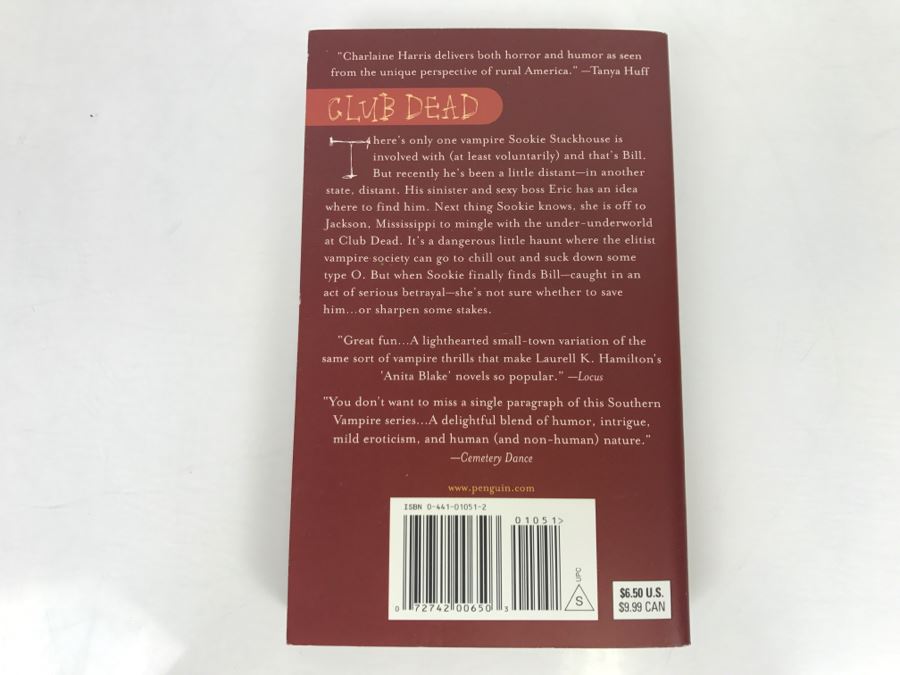 "Charlaine Harris delivers both horror and humor as seen
from the unique perspective of rural America." —Tanya Huff
CLUB DEAD
There's only one vampire Sookie Stackhouse is
involved with (at least voluntarily) and that's Bill.
But recently he's been a little distant—in another
state, distant. His sinister and sexy boss Eric has an idea
where to find him. Next thing Sookie knows, she is off to
Jackson, Mississippi to mingle with the under-underworld
at Club Dead. It's a dangerous little haunt where the elitist
vampire society can go to chill out and suck down some
type O. But when Sookie finally finds Bill—caught in an
act of serious betrayal—she's not sure whether to save
him...or sharpen some stakes.
"Great fun...A lighthearted small-town variation of the
same sort of vampire thrills that make Laurell K. Hamilton's
'Anita Blake' novels so popular." —Locus
"You don't want to miss a single paragraph of this Southern
Vampire series...A delightful blend of humor, intrigue,
mild eroticism, and human (and non-human) nature."
—Cemetery Dance
www.penguin.com
ISBN 0-441-01051-2
01051>
0 72742 00650 3
UPC
S
$6.50 U.S.
$9.99 CAN